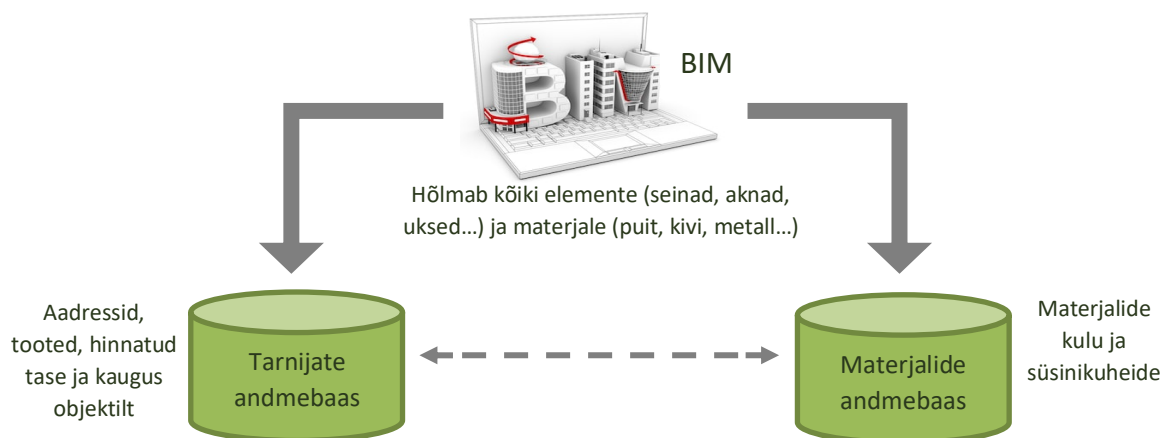 BIM
Hõlmab kõiki elemente (seinad, aknad,
uksed…) ja materjale (puit, kivi, metall…)
Aadressid,
tooted, hinnatud
tase ja kaugus
objektilt
Tarnijate
andmebaas
Materjalide
andmebaas
Materjalide
kulu ja
süsinikuheide